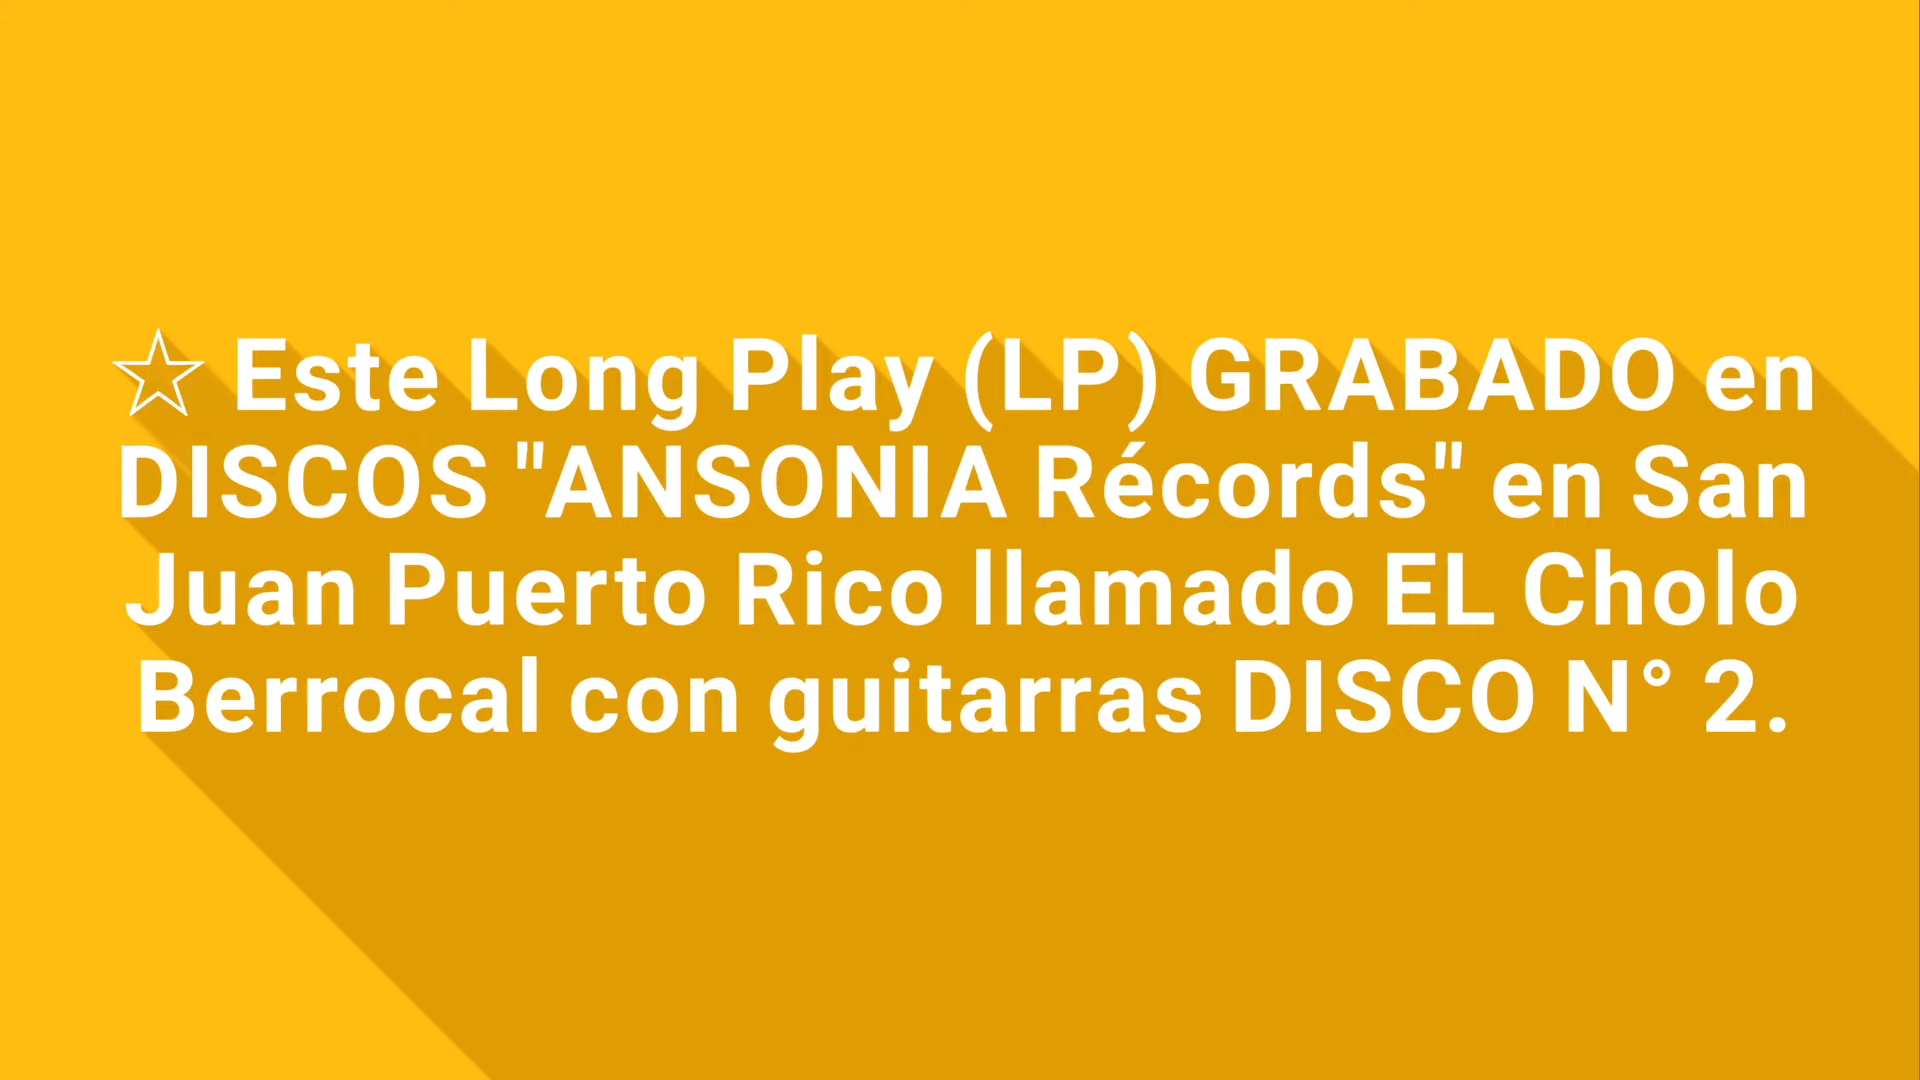 ☆ Este Long Play (LP) GRABADO en
DISCOS "ANSONIA Récords" en San
Juan Puerto Rico llamado EL Cholo
Berrocal con guitarras DISCO N° 2.